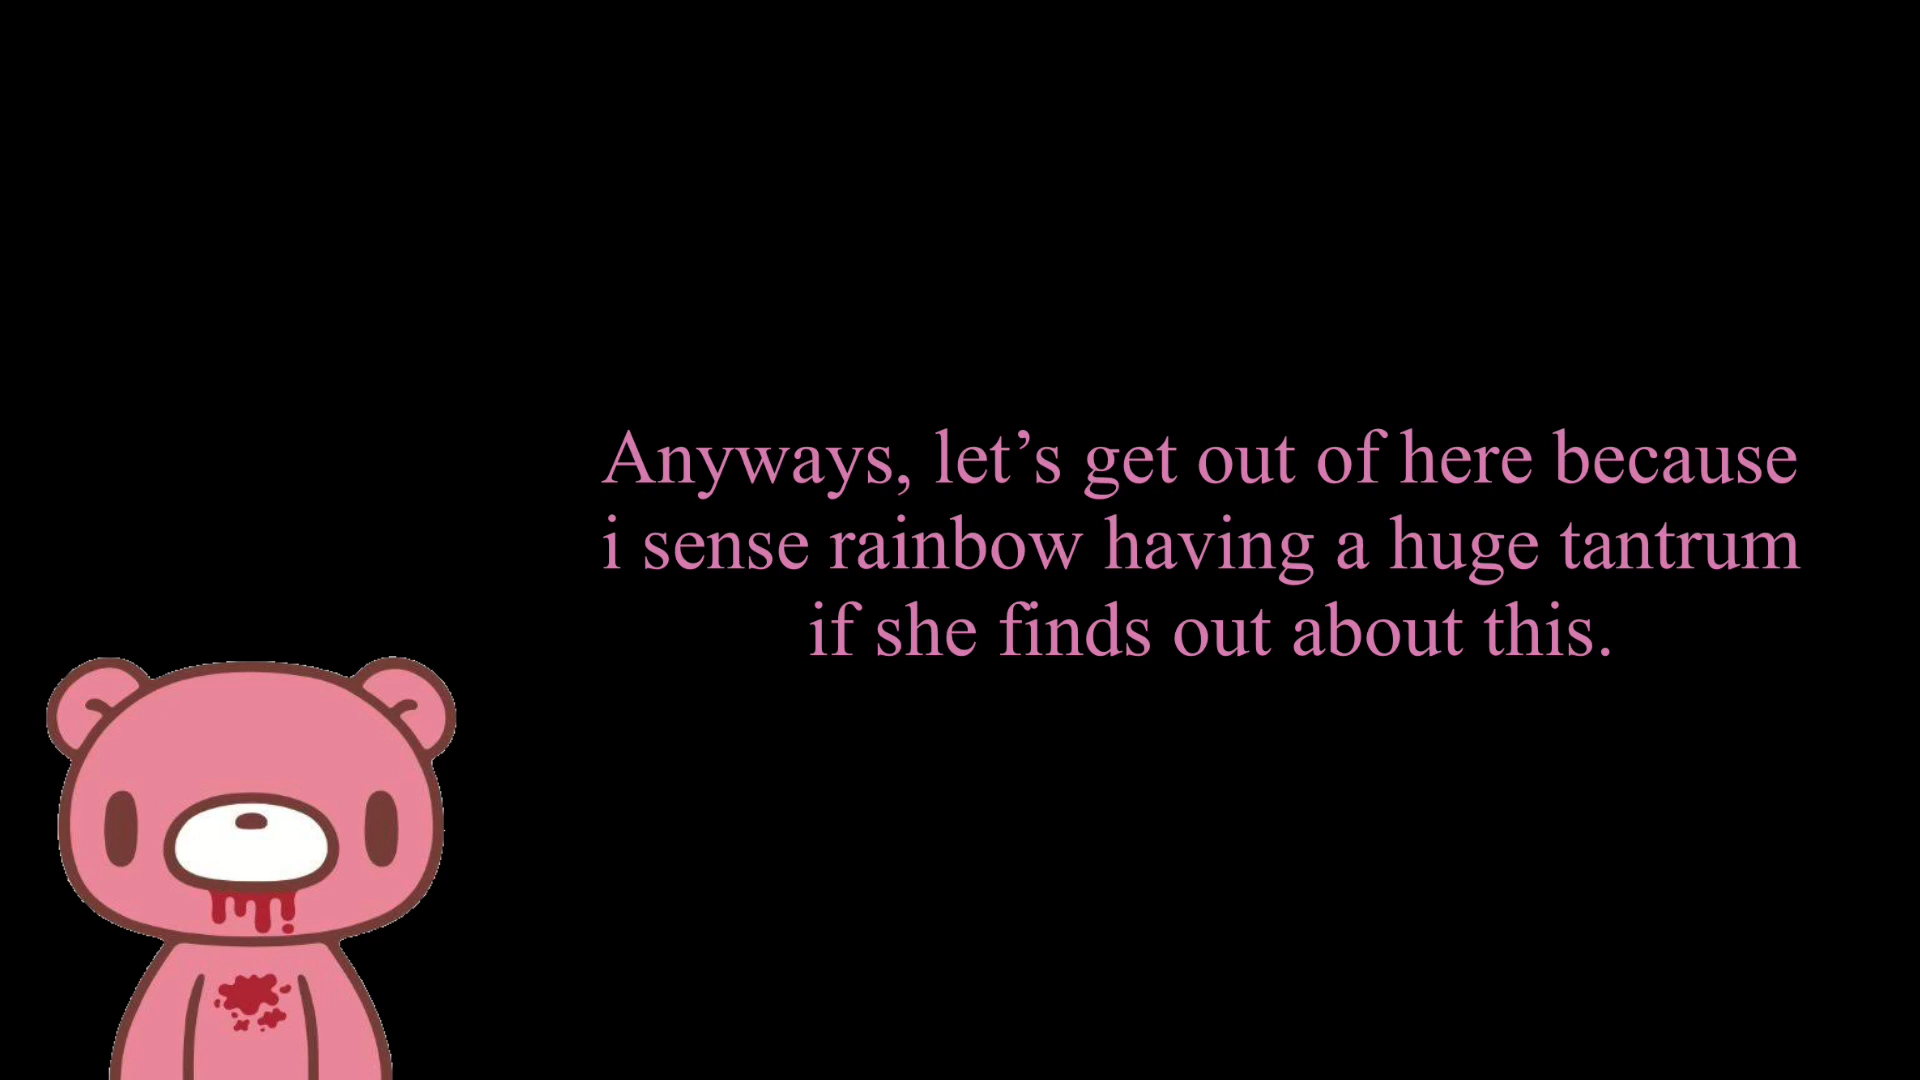 Anyways, let’s get out of here because
i sense rainbow having a huge tantrum
if she finds out about this.